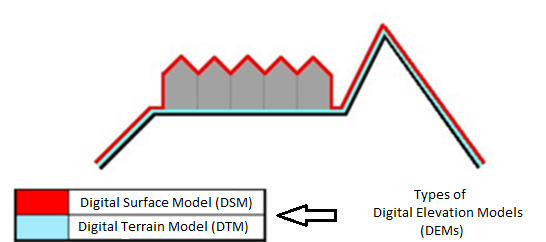 Digital Surface Model (DSM)
Digital Terrain Model (DTM)
Types of
Digital Elevation Models
(DEMs)